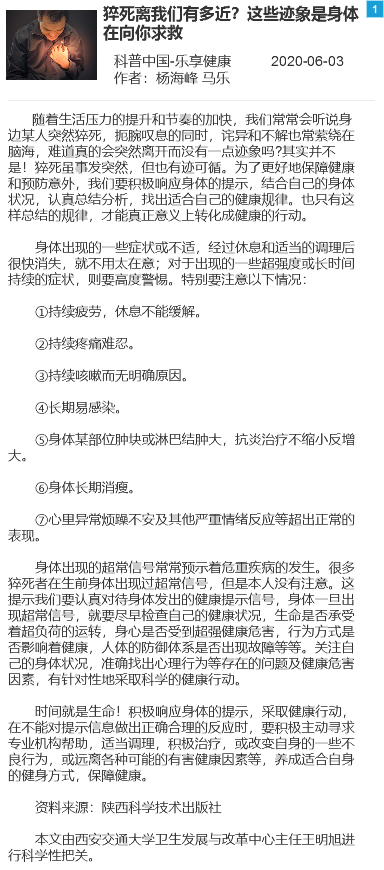 猝死离我们有多近？这些迹象是身体
在向你求救
1
科普中国-乐享健康 2020-06-03
作者：杨海峰 马乐
随着生活压力的提升和节奏的加快，我们常常会听说身
边某人突然猝死，扼腕叹息的同时，诧异和不解也常萦绕在
脑海，难道真的会突然离开而没有一点迹象吗?其实并不
是！猝死虽事发突然，但也有迹可循。为了更好地保障健康
和预防意外，我们要积极响应身体的提示，结合自己的身体
状况，认真总结分析，找出适合自己的健康规律。也只有这
样总结的规律，才能真正意义上转化成健康的行动。
身体出现的一些症状或不适，经过休息和适当的调理后
很快消失，就不用太在意；对于出现的一些超强度或长时间
持续的症状，则要高度警惕。特别要注意以下情况：
①持续疲劳，休息不能缓解。
②持续疼痛难忍。
③持续咳嗽而无明确原因。
④长期易感染。
⑤身体某部位肿块或淋巴结肿大，抗炎治疗不缩小反增
大。
⑥身体长期消瘦。
⑦心里异常烦躁不安及其他严重情绪反应等超出正常的
表现。
身体出现的超常信号常常预示着危重疾病的发生。很多
猝死者在生前身体出现过超常信号，但是本人没有注意。这
提示我们要认真对待身体发出的健康提示信号，身体一旦出
现超常信号，就要尽早检查自己的健康状况，生命是否承受
着超负荷的运转，身心是否受到超强健康危害，行为方式是
否影响着健康，人体的防御体系是否出现故障等等。关注自
己的身体状况，准确找出心理行为等存在的问题及健康危害
因素，有针对性地采取科学的健康行动。
时间就是生命！积极响应身体的提示，采取健康行动，
在不能对提示信息做出正确合理的反应时，要积极主动寻求
专业机构帮助，适当调理，积极治疗，或改变自身的一些不
良行为，或远离各种可能的有害健康因素等，养成适合自身
的健身方式，保障健康。
资料来源：陕西科学技术出版社
本文由西安交通大学卫生发展与改革中心主任王明旭进
行科学性把关。